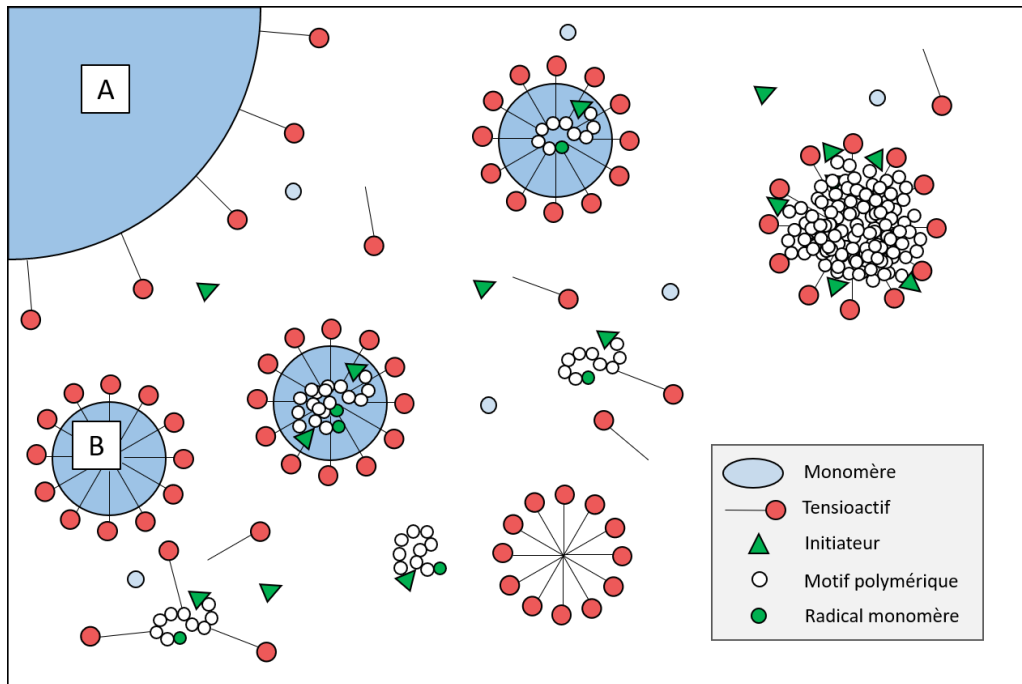 A
B
Monomère
Tensioactif
Initiateur
Motif polymérique
Radical monomère